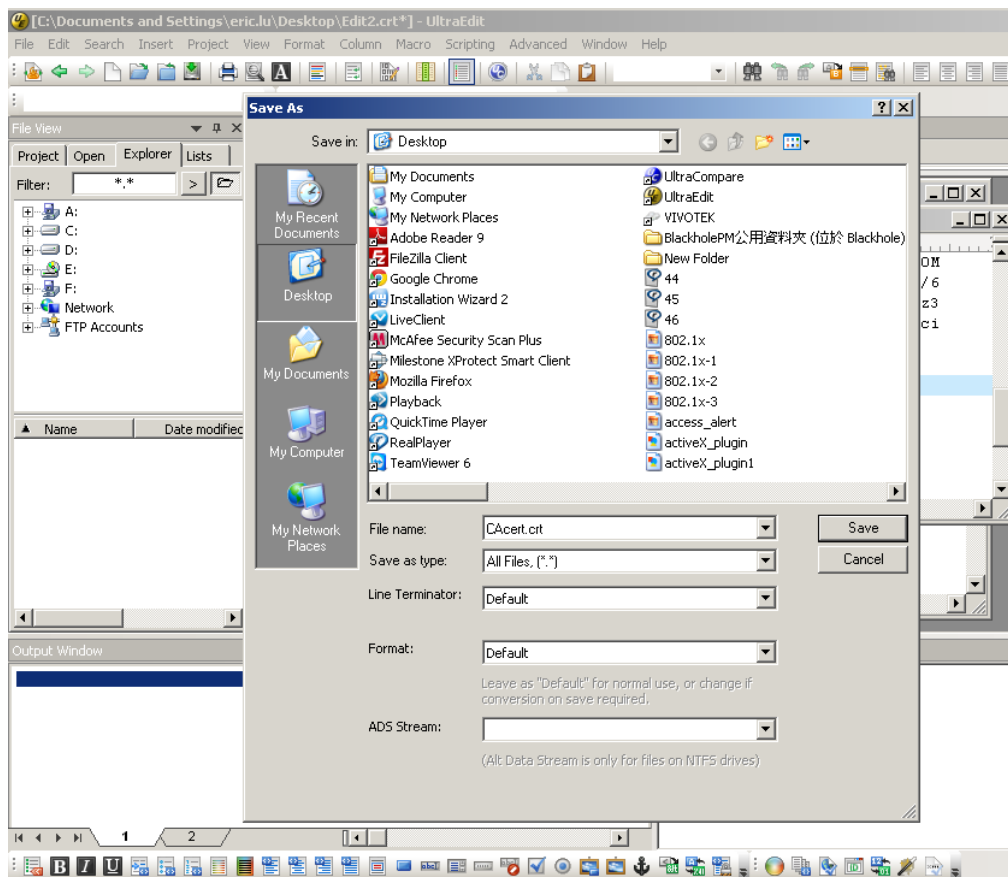 [C:\Documents and Settings\eric.lu\Desktop\Edit2.crt*] - UltraEdit
File Edit Search Insert Project View Format Column Macro Scripting Advanced Window Help
File View
Project Open Explorer Lists
Filter: *.* >
A:
C:
D:
E:
F:
Network
FTP Accounts
Name Date modified
Save As
Save in: Desktop
My Recent
Documents
Desktop
My Documents
My Computer
My Network
Places
My Documents
My Computer
My Network Places
Adobe Reader 9
FileZilla Client
Google Chrome
Installation Wizard 2
LiveClient
McAfee Security Scan Plus
Milestone XProtect Smart Client
Mozilla Firefox
Playback
QuickTime Player
RealPlayer
TeamViewer 6
UltraCompare
UltraEdit
VIVOTEK
BlackholePM公用資料夾 (位於 Blackhole)
New Folder
44
45
46
802.1x
802.1x-1
802.1x-2
802.1x-3
access_alert
activeX_plugin
activeX_plugin1
File name: CAcert.crt Save
Save as type: All Files, (*.*) Cancel
Line Terminator: Default
Format: Default
Leave as "Default" for normal use, or change if
conversion on save required.
ADS Stream:
(Alt Data Stream is only for files on NTFS drives)
OM
/6
z3
ci
Output Window
1 2